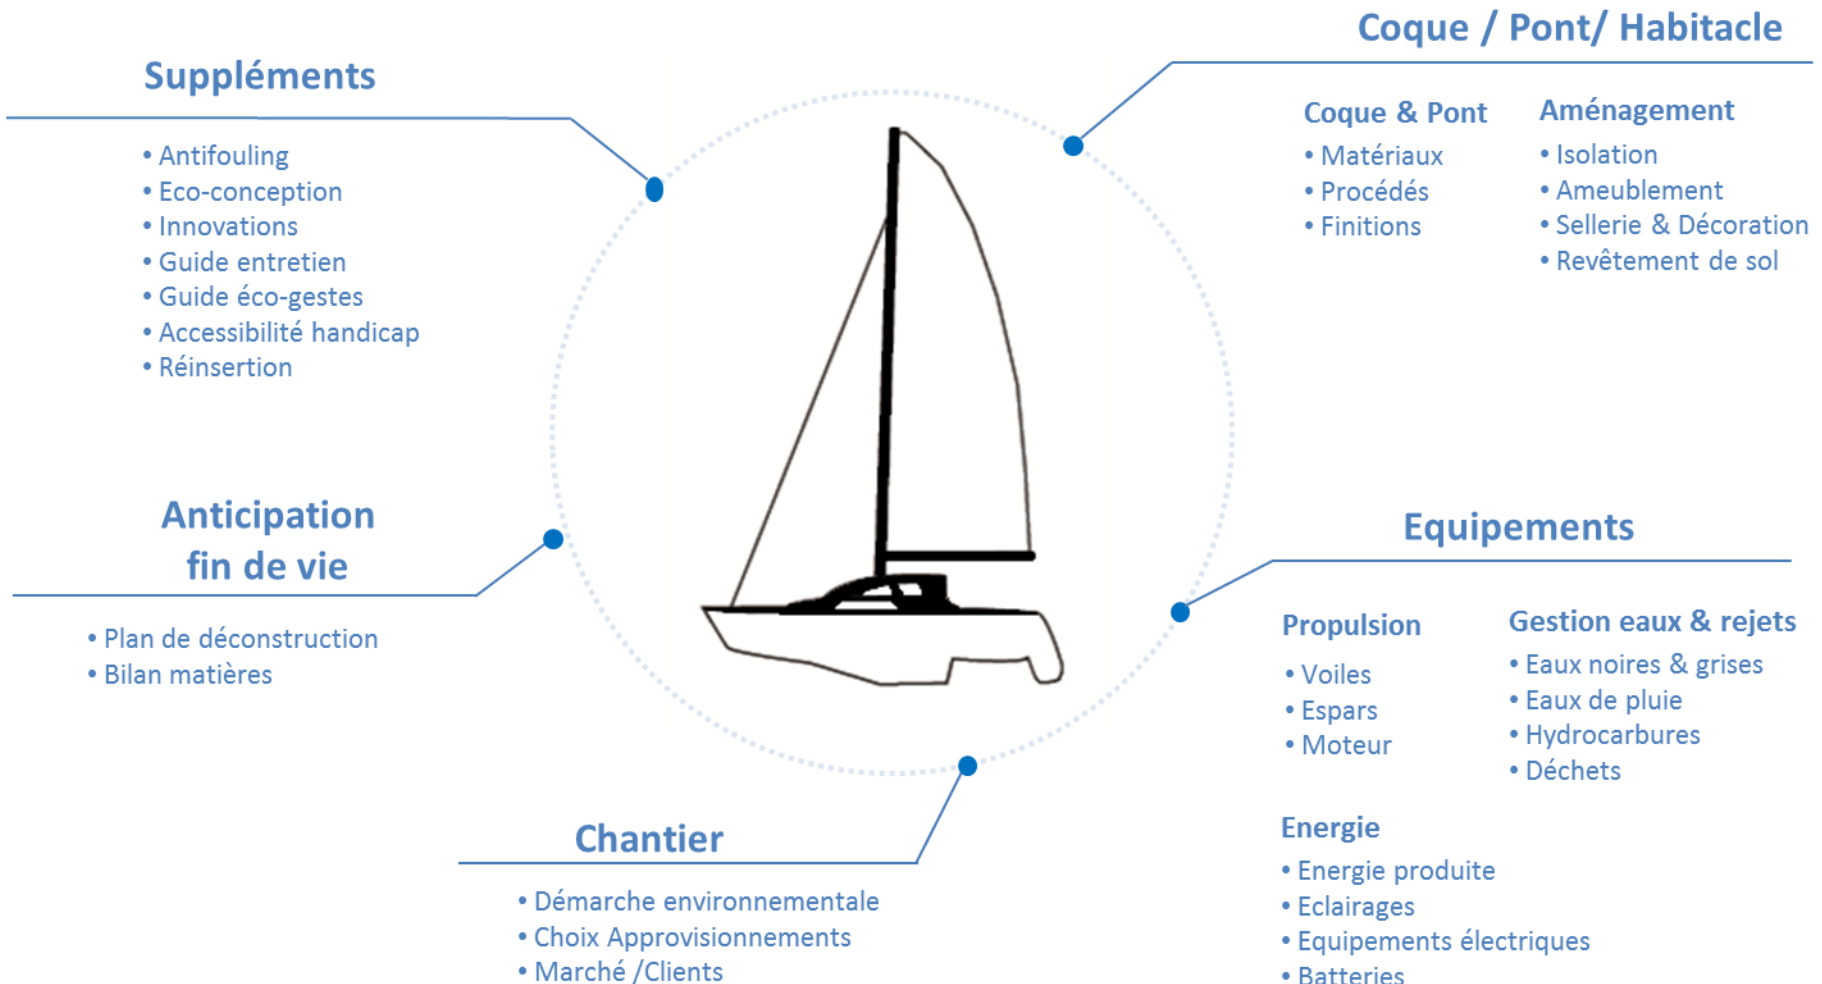 Suppléments
• Antifouling
• Eco-conception
• Innovations
• Guide entretien
• Guide éco-gestes
• Accessibilité handicap
• Réinsertion
Coque / Pont/ Habitacle
Coque & Pont
• Matériaux
• Procédés
• Finitions
Aménagement
• Isolation
• Ameublement
• Sellerie & Décoration
• Revêtement de sol
Anticipation
fin de vie
• Plan de déconstruction
• Bilan matières
Equipements
Propulsion
• Voiles
• Espars
• Moteur
Gestion eaux & rejets
• Eaux noires & grises
• Eaux de pluie
• Hydrocarbures
• Déchets
Energie
• Energie produite
• Eclairages
• Equipements électriques
• Batteries
Chantier
• Démarche environnementale
• Choix Approvisionnements
• Marché /Clients